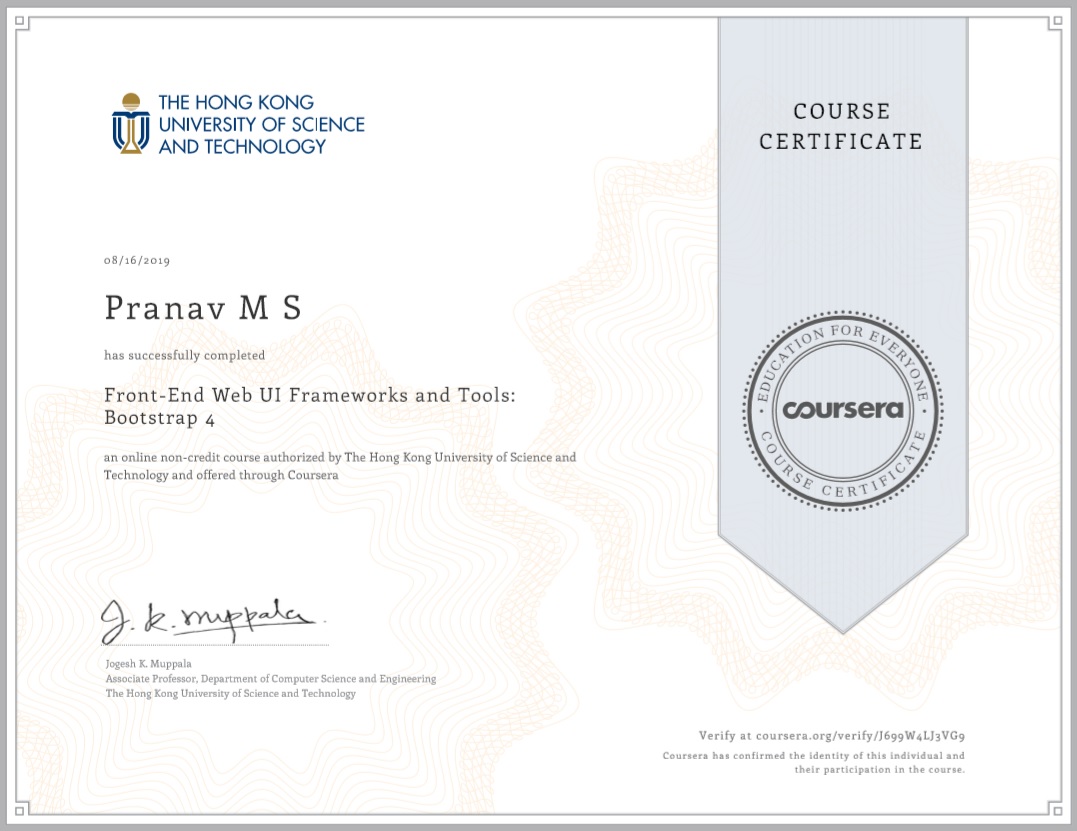 THE HONG KONG
UNIVERSITY OF SCIENCE
AND TECHNOLOGY
COURSE
CERTIFICATE
08/16/2019
Pranav M S
has successfully completed
Front-End Web UI Frameworks and Tools:
Bootstrap 4
an online non-credit course authorized by The Hong Kong University of Science and
Technology and offered through Coursera
EDUCATION FOR EVERYONE
coursera
COURSE CERTIFICATE
J. K. Muppala
Jogesh K. Muppala
Associate Professor, Department of Computer Science and Engineering
The Hong Kong University of Science and Technology
Verify at coursera.org/verify/J699W4LJ3VG9
Coursera has confirmed the identity of this individual and
their participation in the course.